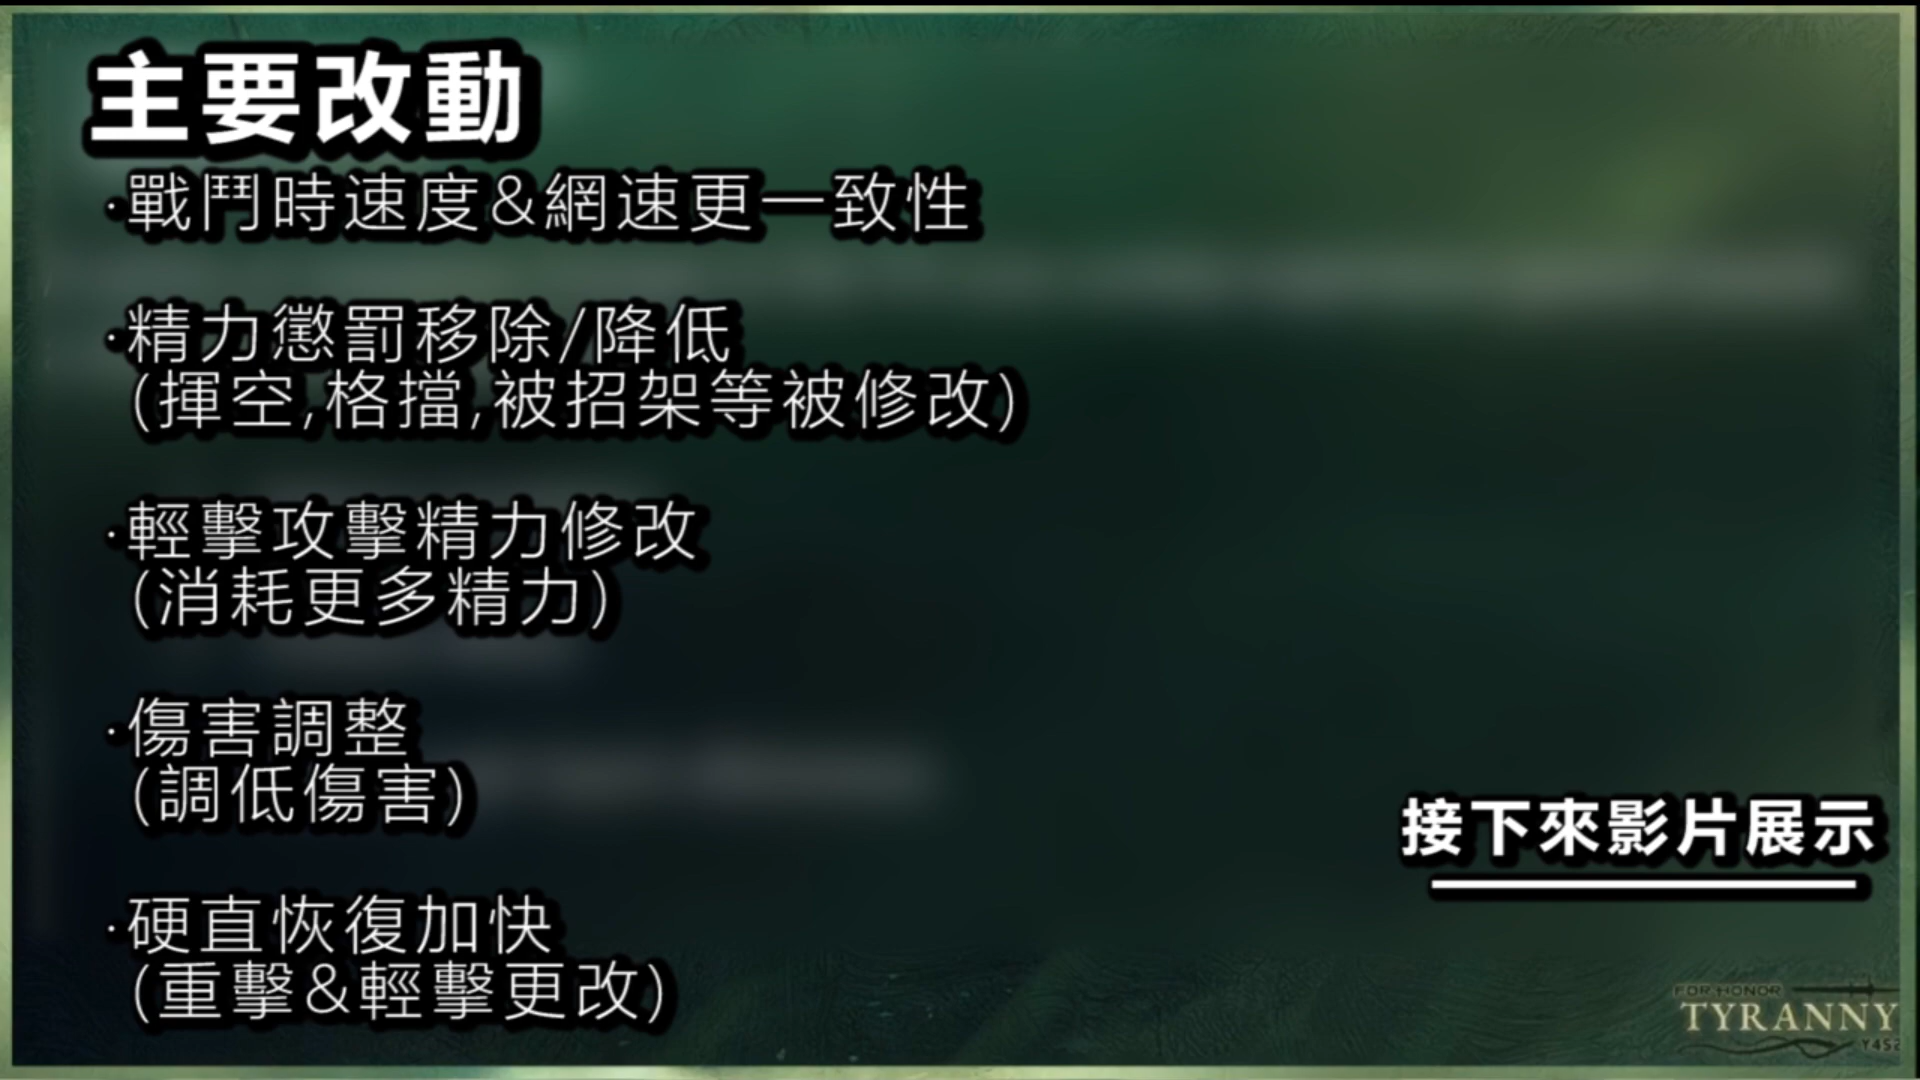 主要改動
·戰鬥時速度&網速更一致性
·精力懲罰移除/降低
(揮空,格擋,被招架等被修改)
·輕擊攻擊精力修改
(消耗更多精力)
·傷害調整
(調低傷害)
·硬直恢復加快
(重擊&輕擊更改)
接下來影片展示
FOR HONOR
TYRANNY
Y4S2